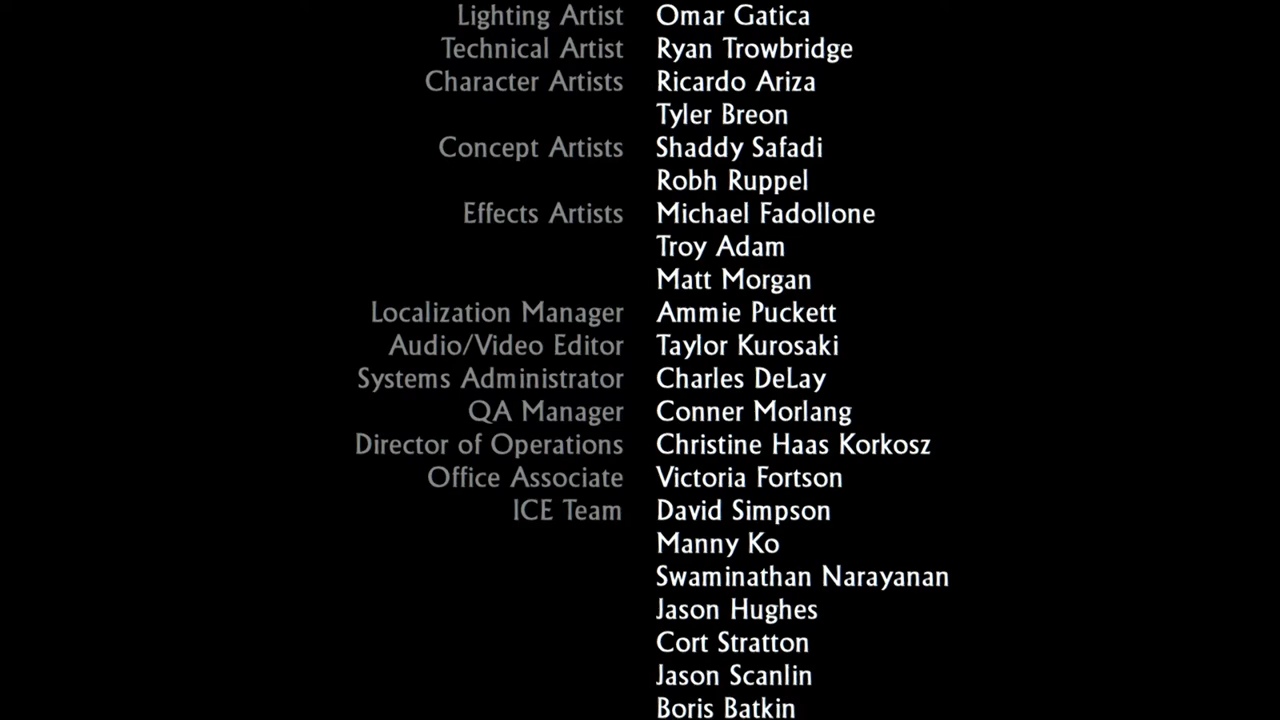 Lighting Artist Omar Gatica
Technical Artist Ryan Trowbridge
Character Artists Ricardo Ariza
Tyler Breon
Concept Artists Shaddy Safadi
Robh Ruppel
Effects Artists Michael Fadollone
Troy Adam
Matt Morgan
Localization Manager Ammie Puckett
Audio/Video Editor Taylor Kurosaki
Systems Administrator Charles DeLay
QA Manager Conner Morlang
Director of Operations Christine Haas Korkosz
Office Associate Victoria Fortson
ICE Team David Simpson
Manny Ko
Swaminathan Narayanan
Jason Hughes
Cort Stratton
Jason Scanlin
Boris Batkin